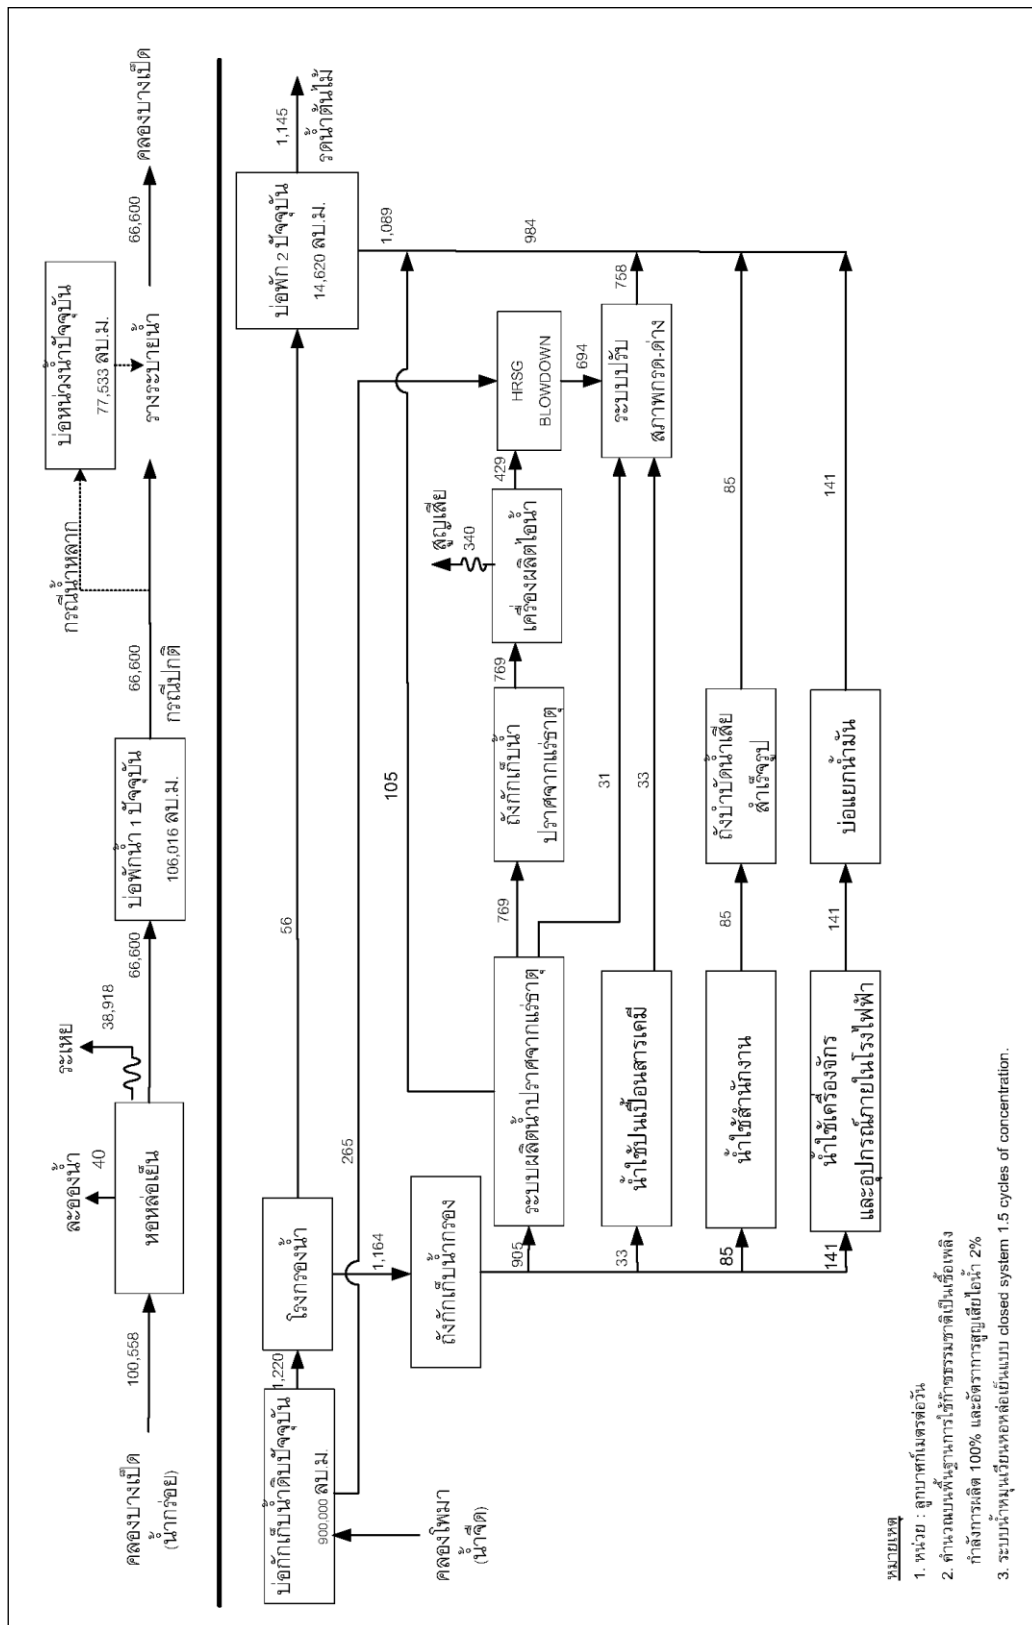 คลองบางเป็ด
(น้ำกร่อย)
100,558
หอหล่อเย็น
ละอองน้ำ
40
ระเหย
38,918
66,600
บ่อพักน้ำ 1 ปัจจุบัน
106,016 ลบ.ม.
66,600
กรณีปกติ
กรณีน้ำหลาก
บ่อหน่วงน้ำปัจจุบัน
77,533 ลบ.ม.
รางระบายน้ำ
66,600
คลองบางเป็ด
บ่อกักเก็บน้ำดิบปัจจุบัน
900,000 ลบ.ม.
คลองโพมา
(น้ำจืด)
1,220
โรงกรองน้ำ
56
บ่อพัก 2 ปัจจุบัน
14,620 ลบ.ม.
1,145
รดน้ำต้นไม้
265
1,164
ถังกักเก็บน้ำกรอง
1,089
984
105
905
ระบบผลิตน้ำปราศจากแร่ธาตุ
769
ถังกักเก็บน้ำ
ปราศจากแร่ธาตุ
769
เครื่องผลิตไอน้ำ
สูญเสีย
340
429
HRSG
BLOWDOWN
694
ระบบปรับ
สภาพกรด-ด่าง
758
31
33
33
น้ำใช้ปนเปื้อนสารเคมี
85
น้ำใช้สำนักงาน
85
ถังบำบัดน้ำเสีย
สำเร็จรูป
85
141
น้ำใช้เครื่องจักร
และอุปกรณ์ภายในโรงไฟฟ้า
141
บ่อแยกน้ำมัน
141
หมายเหตุ
1. หน่วย : ลูกบาศก์เมตรต่อวัน
2. คำนวณบนพื้นฐานการใช้ก๊าซธรรมชาติเป็นเชื้อเพลิง
กำลังการผลิต 100% และอัตราการสูญเสียไอน้ำ 2%
3. ระบบน้ำหมุนเวียนหอหล่อเย็นแบบ closed system 1.5 cycles of concentration.